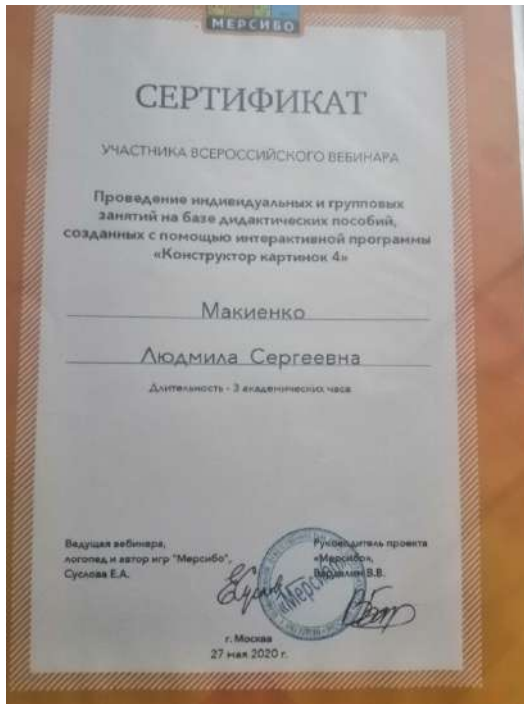 МЕРСИБО
СЕРТИФИКАТ
УЧАСТНИКА ВСЕРОССИЙСКОГО ВЕБИНАРА
Проведение индивидуальных и групповых
занятий на базе дидактических пособий,
созданных с помощью интерактивной программы
«Конструктор картинок 4»
Макиенко
Людмила Сергеевна
Длительность - 3 академических часа
Ведущая вебинара,
логопед и автор игр "Мерсибо",
Суслова Е.А.
Руководитель проекта
«Мерсибо»,
В.В.
«Мерсибо»
г. Москва
27 мая 2020 г.